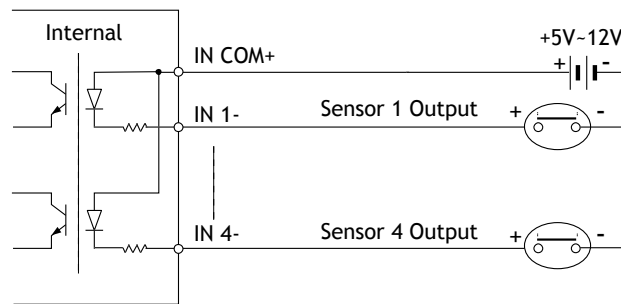 Internal
+5V~12V
IN COM+
+ -
IN 1-
Sensor 1 Output
+ -
IN 4-
Sensor 4 Output
+ -